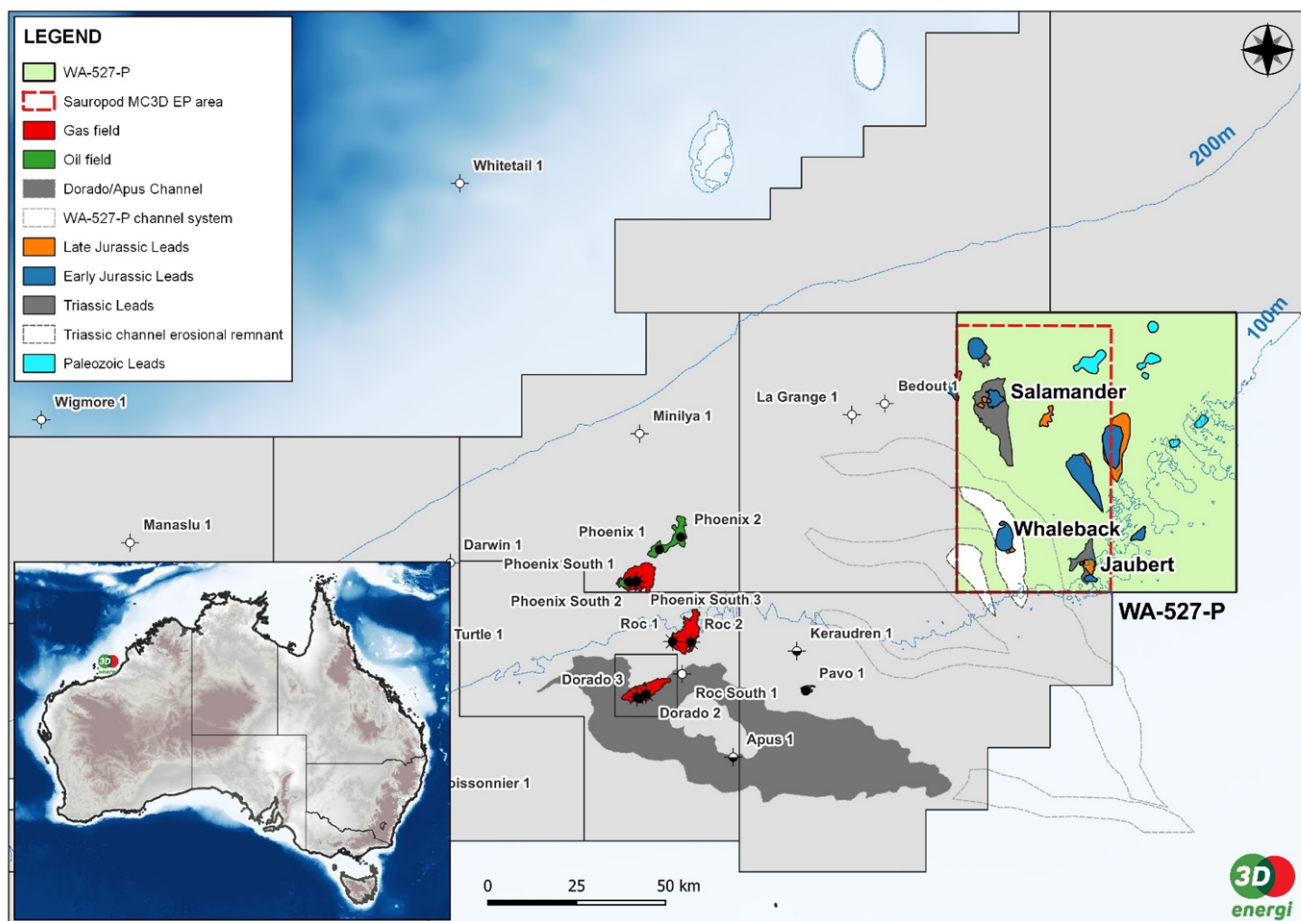 LEGEND
WA-527-P
Sauropod MC3D EP area
Gas field
Oil field
Dorado/Apus Channel
WA-527-P channel system
Late Jurassic Leads
Early Jurassic Leads
Triassic Leads
Triassic channel erosional remnant
Paleozoic Leads
Whitetail 1
200m
100m
Wigmore 1
Minilya 1
La Grange 1
Bedout 1
Salamander
Manaslu 1
Darwin 1
Phoenix 1
Phoenix 2
Phoenix South 1
Phoenix South 2
Phoenix South 3
Whaleback
Jaubert
WA-527-P
Turtle 1
Roc 1
Roc 2
Keraudren 1
Pavo 1
Dorado 3
Roc South 1
Dorado 2
Apus 1
oissonnier 1
3D
0 25 50 km
3D
energi